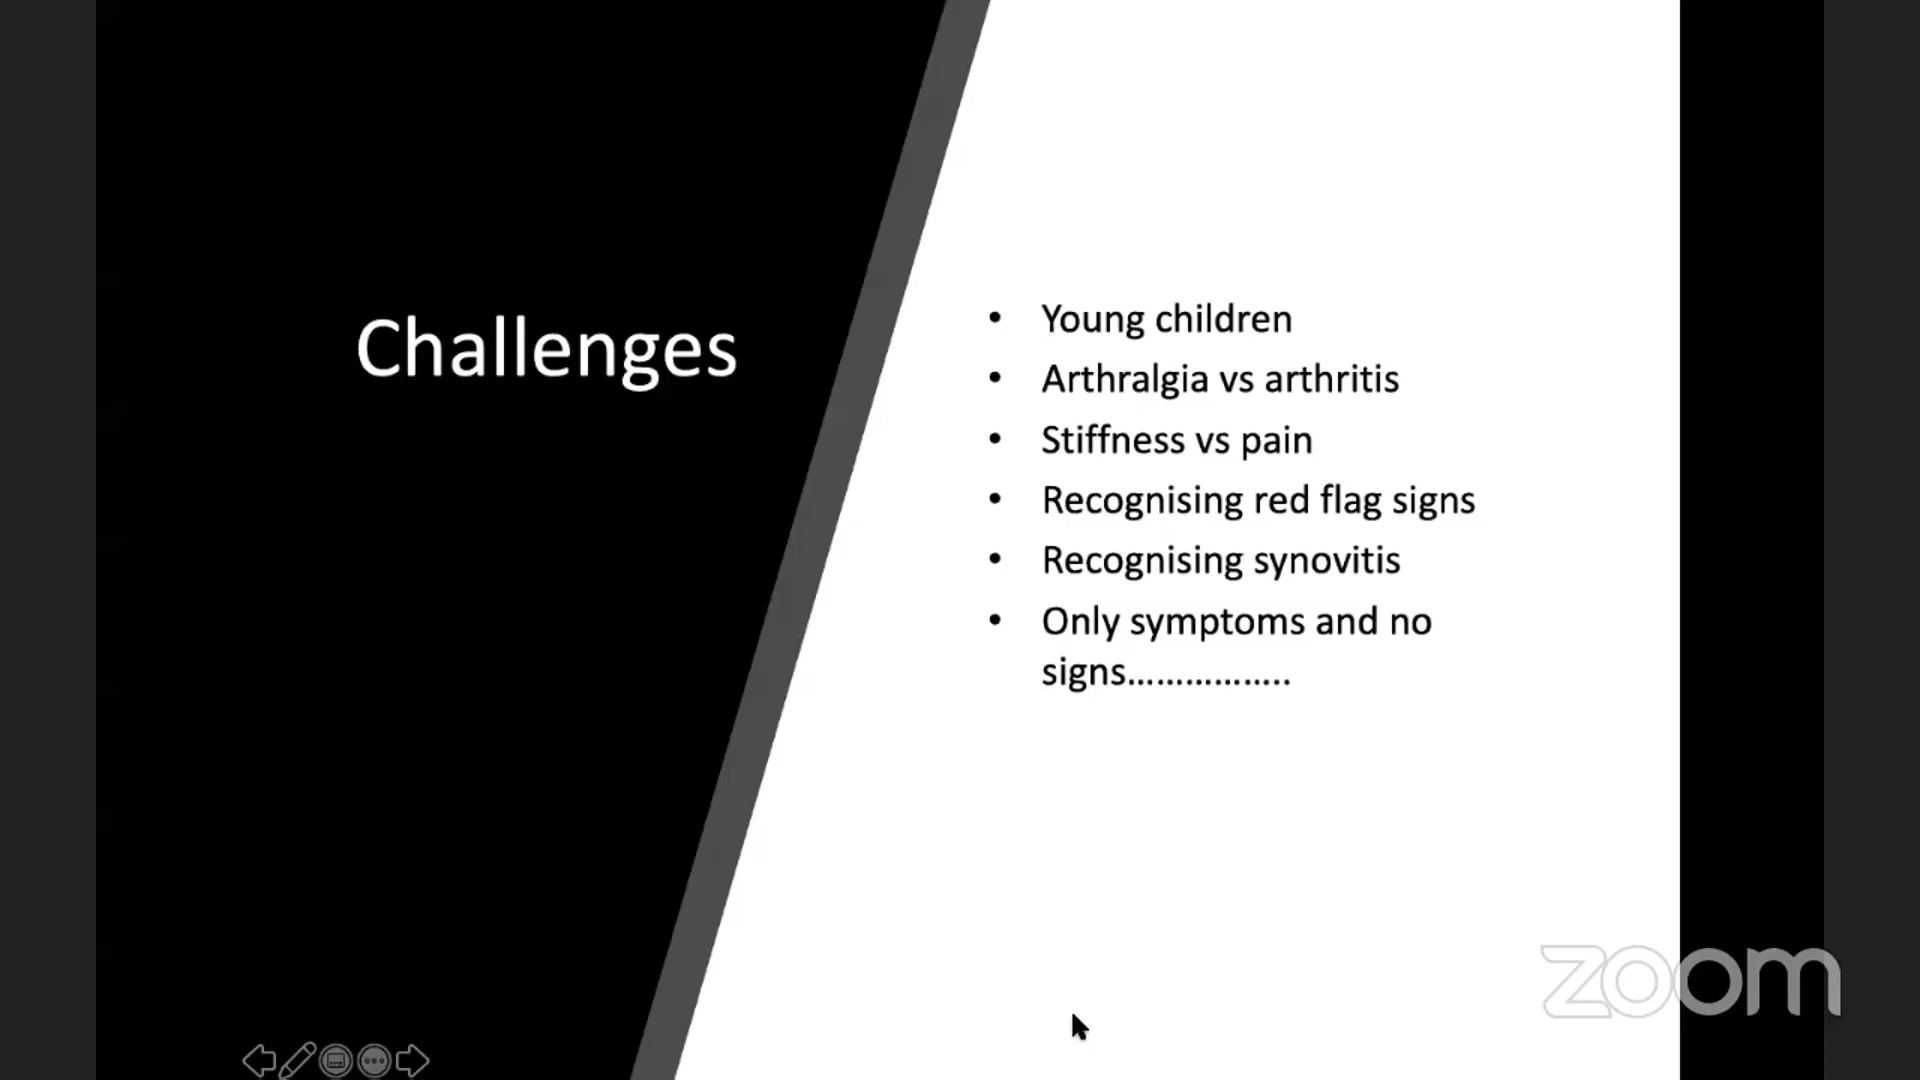 Challenges
• Young children
• Arthralgia vs arthritis
• Stiffness vs pain
• Recognising red flag signs
• Recognising synovitis
• Only symptoms and no
signs……………..
zoom